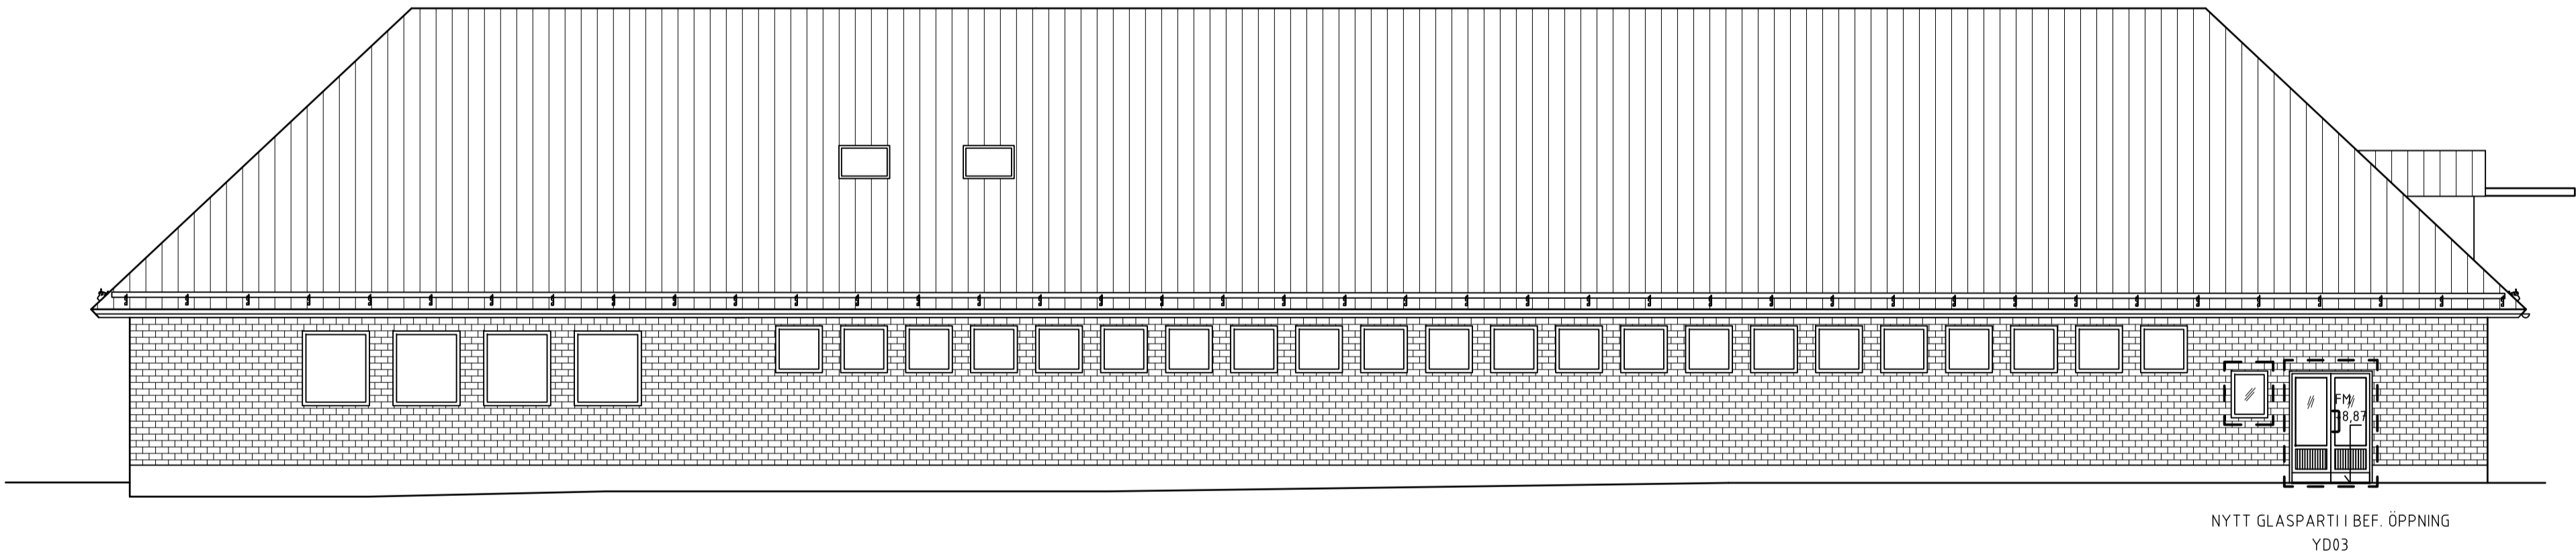 FM
8,87
NYTT GLASPARTI I BEF. ÖPPNING
YD03